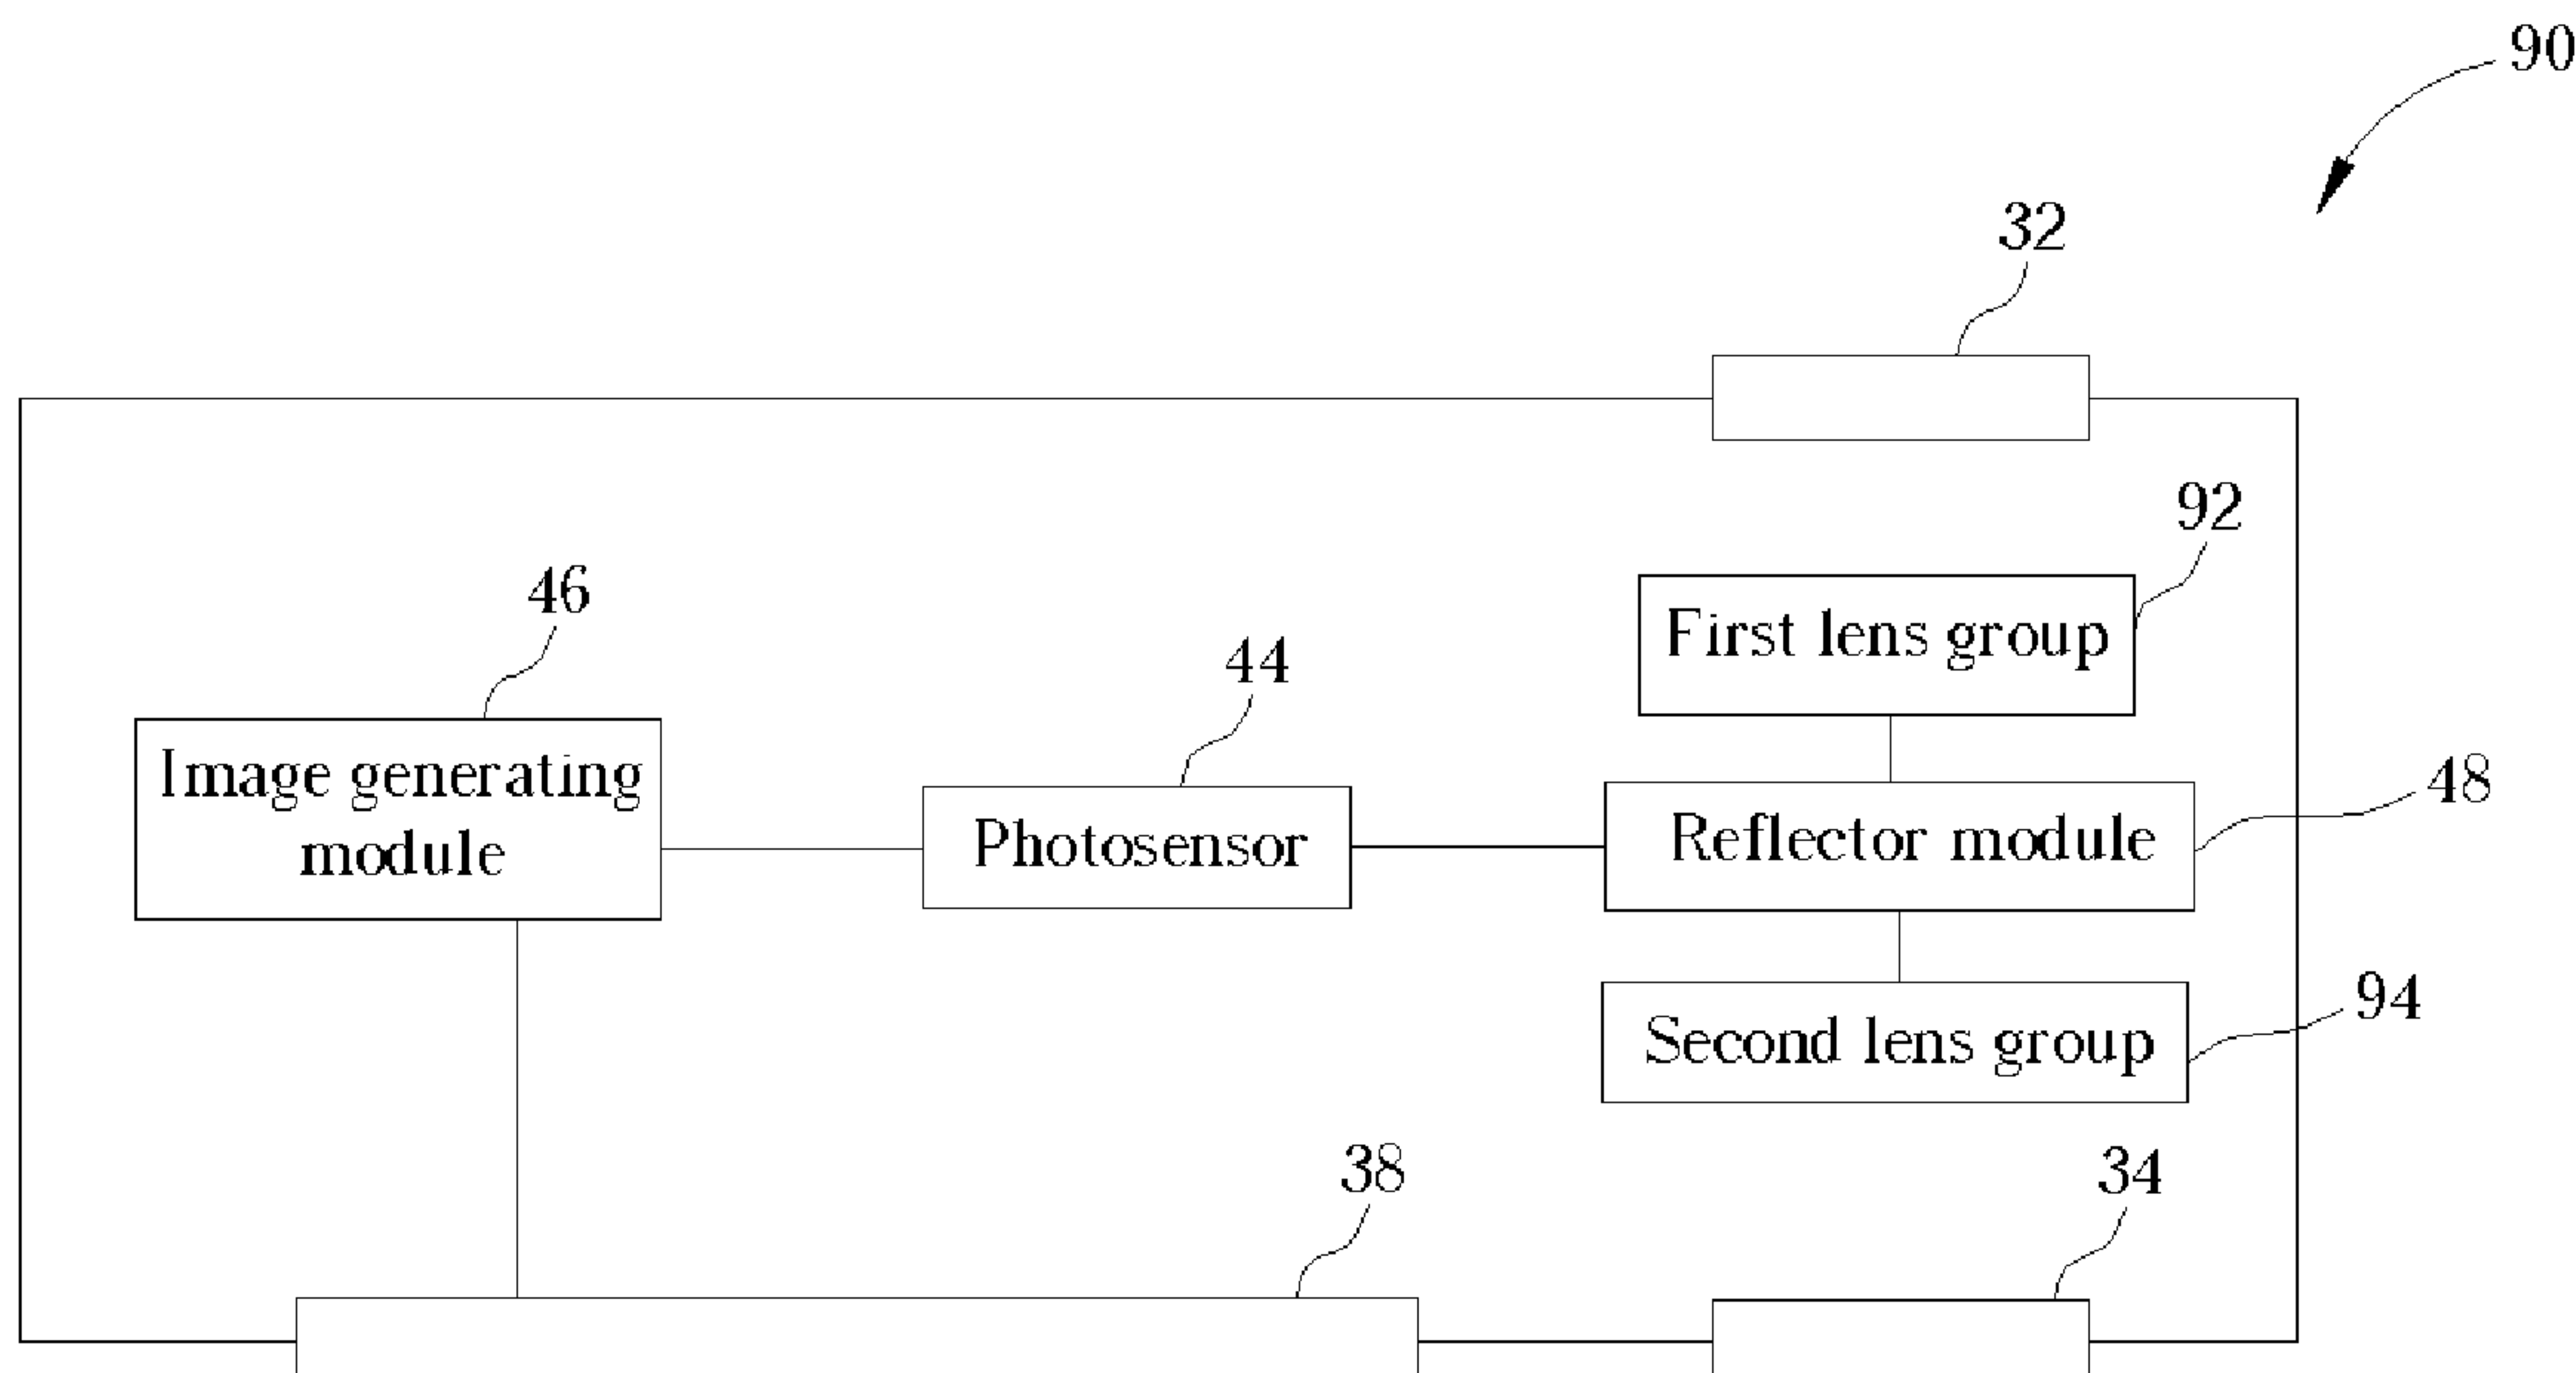 90
32
92
46
First lens group
44
Image generating
module
48
Photosensor
Reflector module
94
Second lens group
38
34